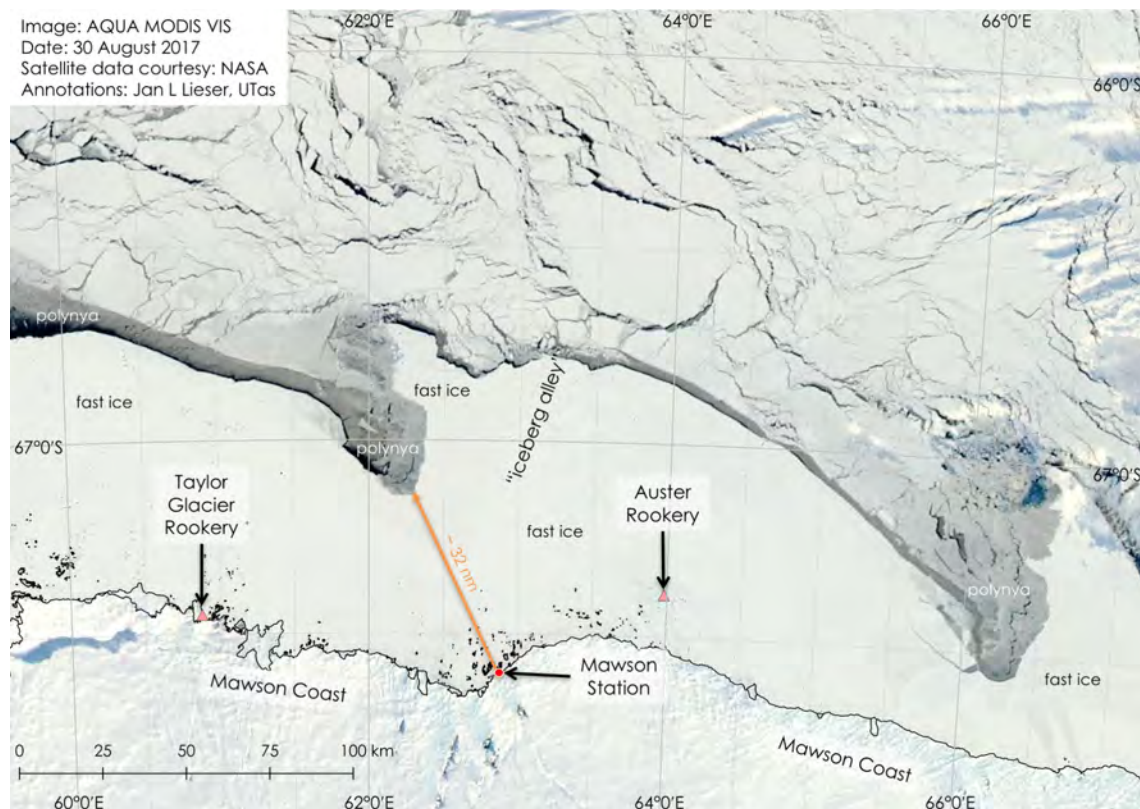 Image: AQUA MODIS VIS
Date: 30 August 2017
Satellite data courtesy: NASA
Annotations: Jan L Lieser, UTas
62°0'E
64°0'E
66°0'E
66°0'S
polynya
fast ice
fast ice
"iceberg alley"
67°0'S
polynya
67°0'S
Taylor
Glacier
Rookery
Auster
Rookery
fast ice
~ 32 nm
polynya
Mawson
Station
fast ice
Mawson Coast
Mawson Coast
0 25 50 75 100 km
60°0'E
62°0'E
64°0'E
66°0'E